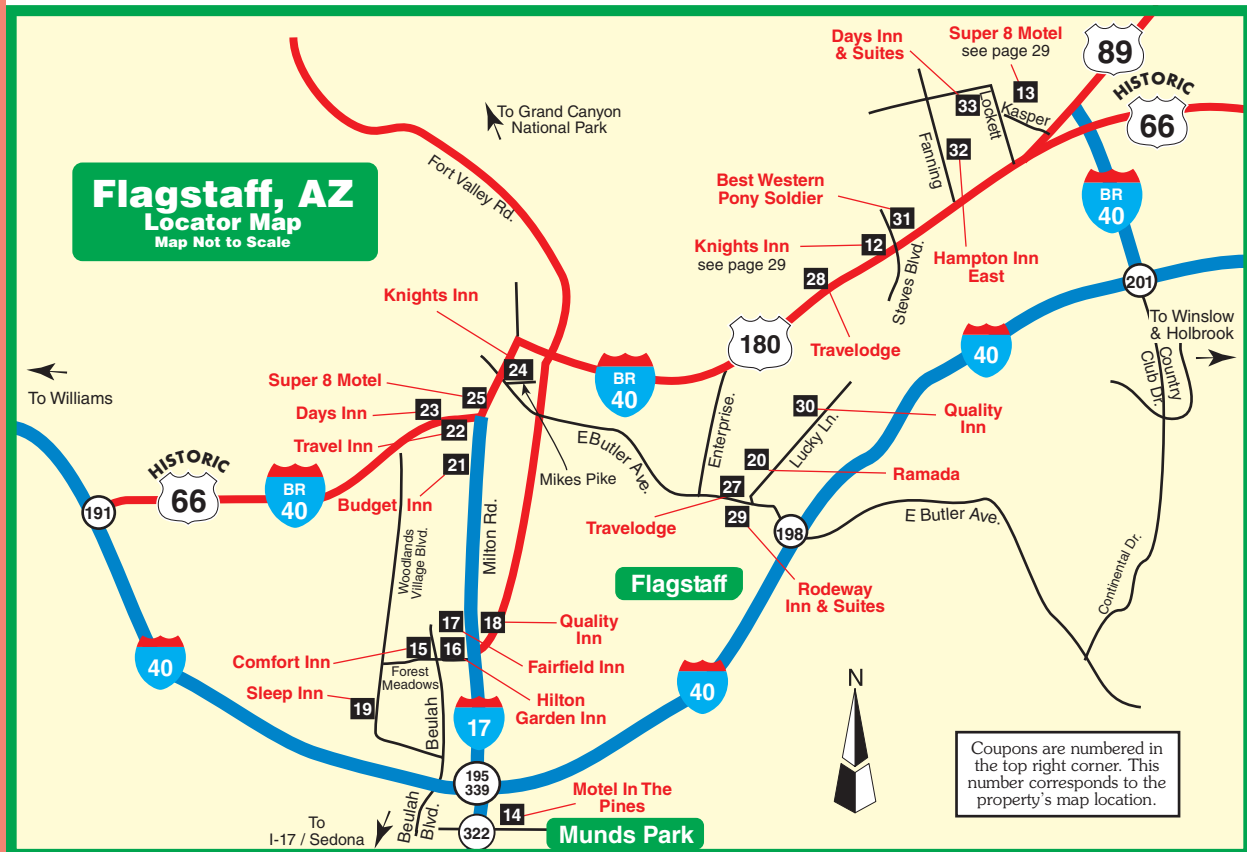 Flagstaff, AZ
Locator Map
Map Not to Scale
To Grand Canyon
National Park
Fort Valley Rd.
Days Inn
& Suites
Super 8 Motel
see page 29
89
HISTORIC
66
13
33
Lockett
Kasper
Fanning
32
BR
40
Best Western
Pony Soldier
31
Knights Inn
see page 29
12
Hampton Inn
East
Steves Blvd.
28
Travelodge
201
To Winslow
& Holbrook
Country
Club Dr.
180
40
Knights Inn
24
BR
40
To Williams
Super 8 Motel
25
Days Inn
23
Travel Inn
22
21
Budget Inn
Mikes Pike
E Butler Ave.
Enterprise.
30
Lucky Ln.
Quality
Inn
20
Ramada
27
Travelodge
29
198
E Butler Ave.
Rodeway
Inn & Suites
Continental Dr.
HISTORIC
66
BR
40
191
Woodlands
Village Blvd.
Milton Rd.
Flagstaff
17
18
Quality
Inn
15
16
Comfort Inn
Fairfield Inn
Forest
Meadows
Sleep Inn
19
Hilton
Garden Inn
Beulah
40
40
17
N
195
339
Motel In The
Pines
14
322
Munds Park
Beulah
Blvd.
To
I-17 / Sedona
Coupons are numbered in
the top right corner. This
number corresponds to the
property's map location.